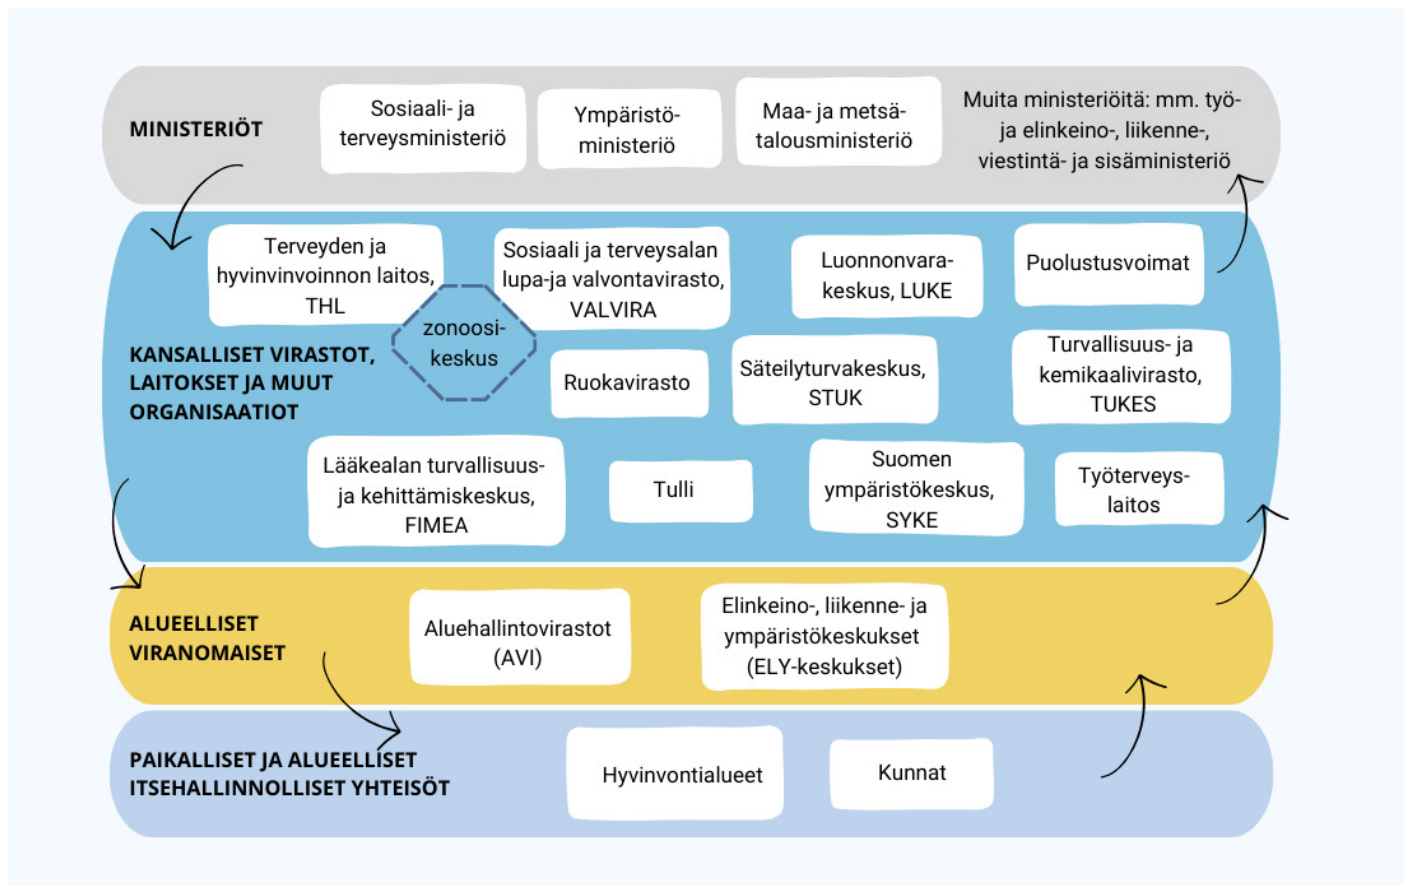 MINISTERIÖT
Sosiaali- ja
terveysministeriö
Ympäristö-
ministeriö
Maa- ja metsä-
talousministeriö
Muita ministeriöitä: mm. työ-
ja elinkeino-, liikenne-,
viestintä- ja sisäministeriö
KANSALLISET VIRASTOT,
LAITOKSET JA MUUT
ORGANISAATIOT
Terveyden ja
hyvinvinvoinnon laitos,
THL
zonoosi-
keskus
Sosiaali ja terveysalan
lupa-ja valvontavirasto,
VALVIRA
Luonnonvara-
keskus, LUKE
Puolustusvoimat
Ruokavirasto
Säteilyturvakeskus,
STUK
Turvallisuus- ja
kemikaalivirasto,
TUKES
Lääkealan turvallisuus-
ja kehittämiskeskus,
FIMEA
Tulli
Suomen
ympäristökeskus,
SYKE
Työterveys-
laitos
ALUEELLISET
VIRANOMAISET
Aluehallintovirastot
(AVI)
Elinkeino-, liikenne- ja
ympäristökeskukset
(ELY-keskukset)
PAIKALLISET JA ALUEELLISET
ITSEHALLINNOLLISET YHTEISÖT
Hyvinvontialueet
Kunnat